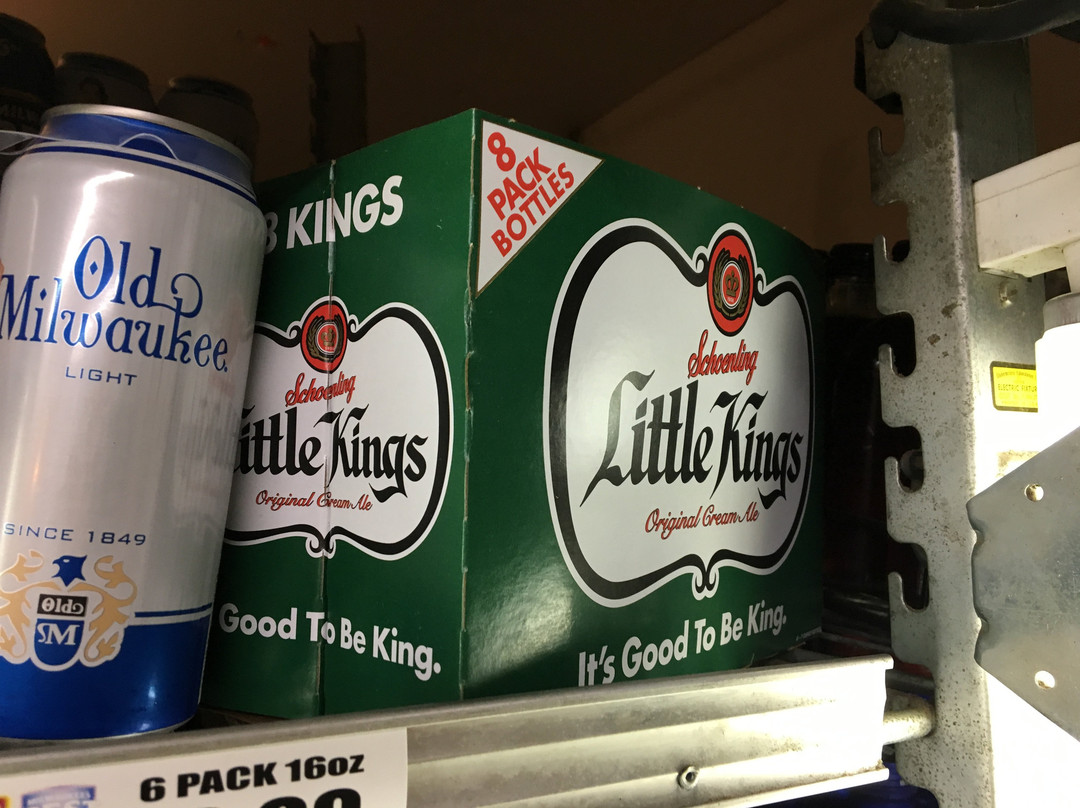 Old
Milwaukee
LIGHT
SINCE 1849
Old
8 KINGS
Schoenling
Little Kings
Original Cream Ale
Good To Be King.
8
PACK
BOTTLES
Schoenling
Little Kings
Original Cream Ale
It's Good To Be King.
6 PACK 16oz